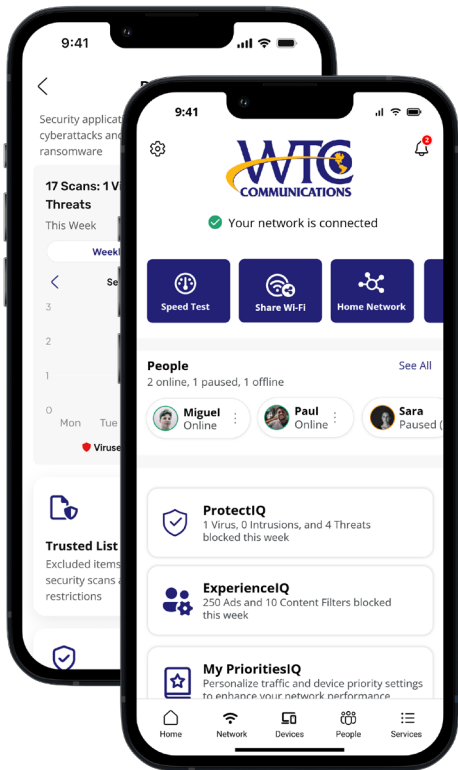 9:41
Security applicat
cyberattacks and
ransomware
17 Scans: 1 Vi
Threats
This Week
Weekl
Se
3
2
1
0
Mon Tue
Viruse
Trusted List
Excluded items
security scans a
restrictions
9:41
2
WTC
COMMUNICATIONS
Your network is connected
Speed Test
Share Wi-Fi
Home Network
People
See All
2 online, 1 paused, 1 offline
Miguel
Online
Paul
Online
Sara
Paused (
ProtectIQ
1 Virus, 0 Intrusions, and 4 Threats
blocked this week
ExperienceIQ
250 Ads and 10 Content Filters blocked
this week
My PrioritiesIQ
Personalize traffic and device priority settings
to enhance your network performance
Home
Network
Devices
People
Services